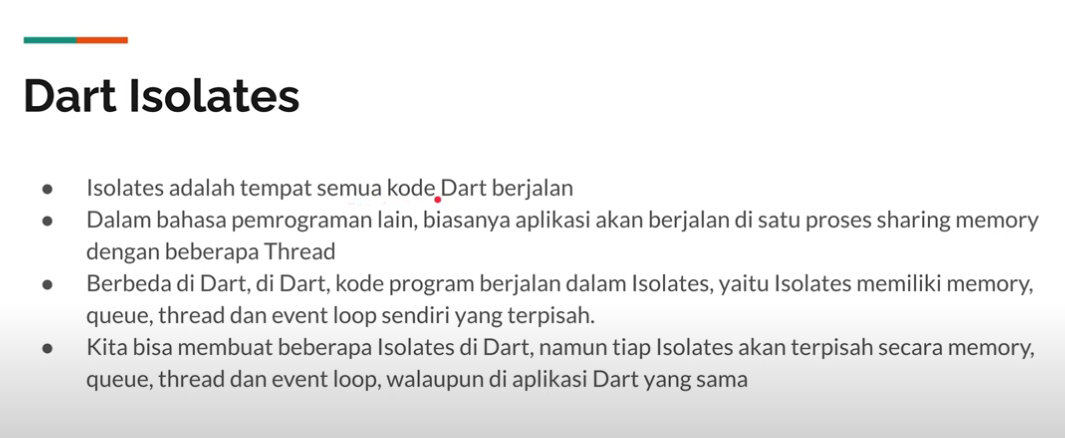 Dart Isolates
● Isolates adalah tempat semua kode Dart berjalan
● Dalam bahasa pemrograman lain, biasanya aplikasi akan berjalan di satu proses sharing memory
dengan beberapa Thread
● Berbeda di Dart, di Dart, kode program berjalan dalam Isolates, yaitu Isolates memiliki memory,
queue, thread dan event loop sendiri yang terpisah.
● Kita bisa membuat beberapa Isolates di Dart, namun tiap Isolates akan terpisah secara memory,
queue, thread dan event loop, walaupun di aplikasi Dart yang sama